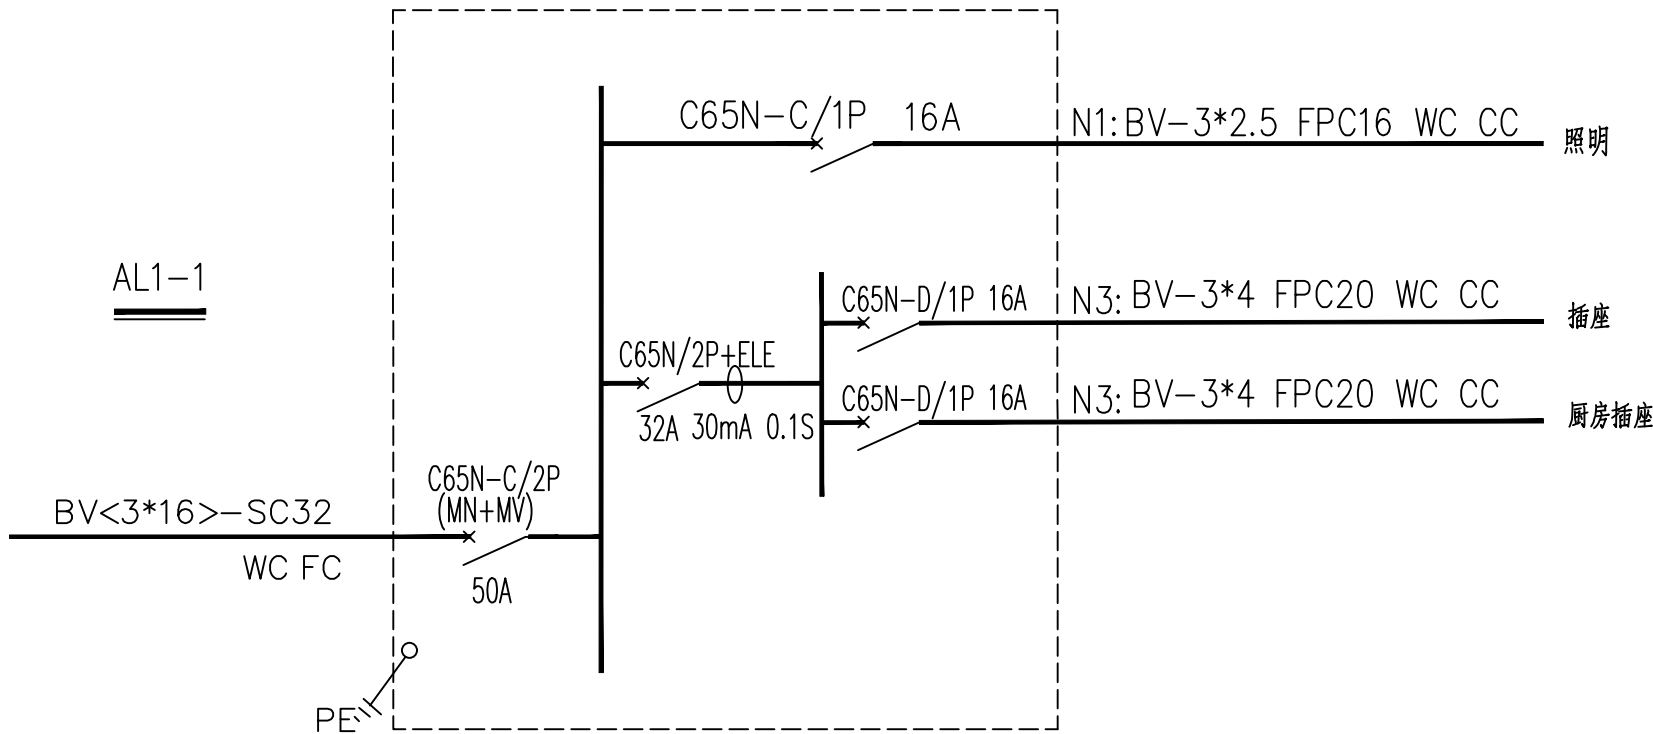 C65N-C/1P 16A
N1:BV-3*2.5 FPC16 WC CC
照明
AL1-1
C65N-D/1P 16A
N3:BV-3*4 FPC20 WC CC
插座
C65N/2P+ELE
32A 30mA 0.1S
C65N-D/1P 16A
N3:BV-3*4 FPC20 WC CC
厨房插座
C65N-C/2P
(MN+MV)
50A
BV<3*16>-SC32
WC FC
PE